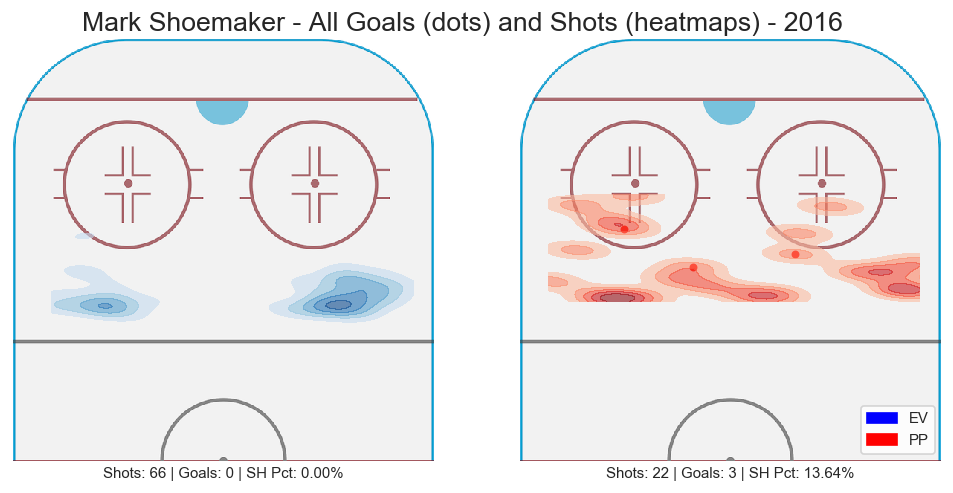 Mark Shoemaker - All Goals (dots) and Shots (heatmaps) - 2016
EV
PP
Shots: 66 | Goals: 0 | SH Pct: 0.00%
Shots: 22 | Goals: 3 | SH Pct: 13.64%